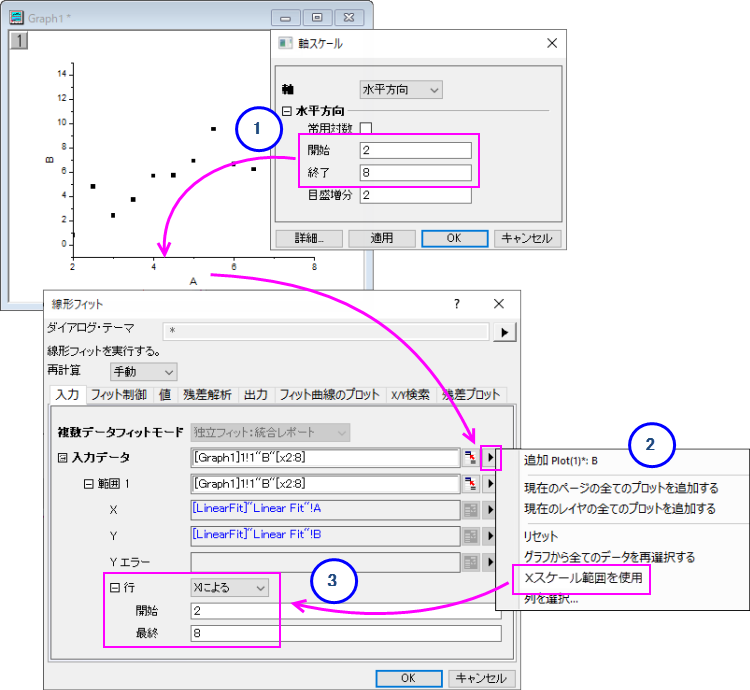 Graph1 *
1
14
12
10
8
6
4
2
0
B
2 4 6 8
A
軸スケール
軸 水平方向
水平方向
常用対数
開始 2
終了 8
目盛増分 2
詳細... 適用 OK キャンセル
1
線形フィット ?
ダイアログ・テーマ *
線形フィットを実行する。
再計算 手動
入力 フィット制御 値 残差解析 出力 フィット曲線のプロット X/Y検索 残差プロット
複数データフィットモード 独立フィット:統合レポート
入力データ [Graph1]1!1"B"[x2:8]
範囲 1 [Graph1]1!1"B"[x2:8]
X [LinearFit]"Linear Fit"!A
Y [LinearFit]"Linear Fit"!B
Yエラー
行 Xによる
開始 2
最終 8
3
OK キャンセル
2
追加 Plot(1)*: B
現在のページの全てのプロットを追加する
現在のレイヤの全てのプロットを追加する
リセット
グラフから全てのデータを再選択する
Xスケール範囲を使用
列を選択...